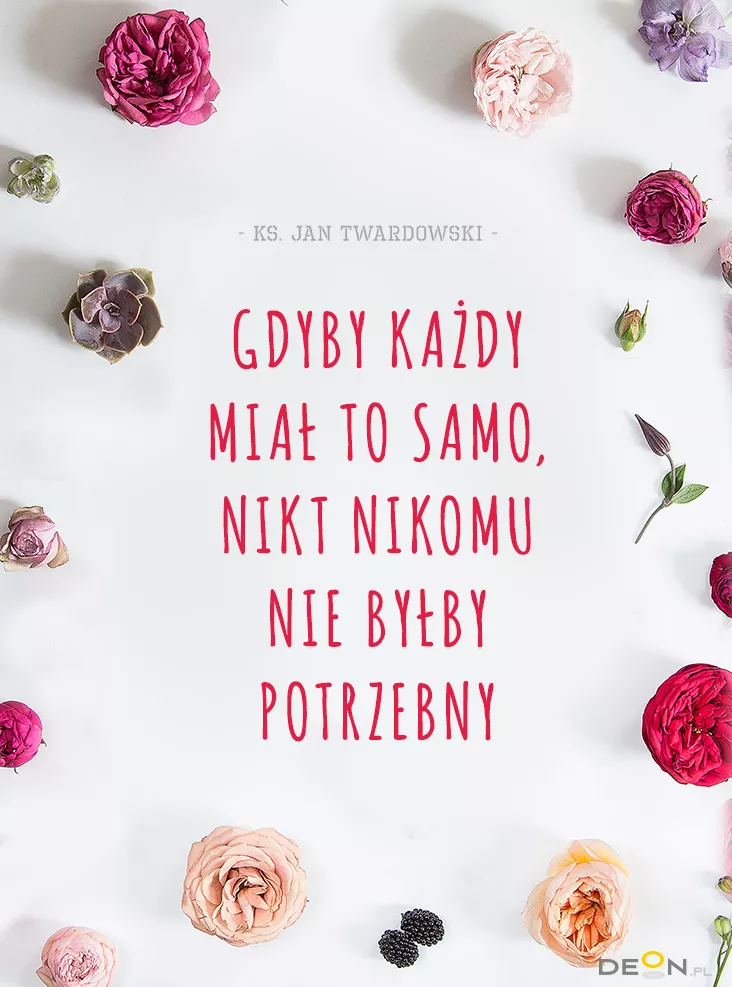 - KS. JAN TWARDOWSKI -
GDYBY KAŻDY
MIAŁ TO SAMO,
NIKT NIKOMU
NIE BYŁBY
POTRZEBNY
DEON.PL